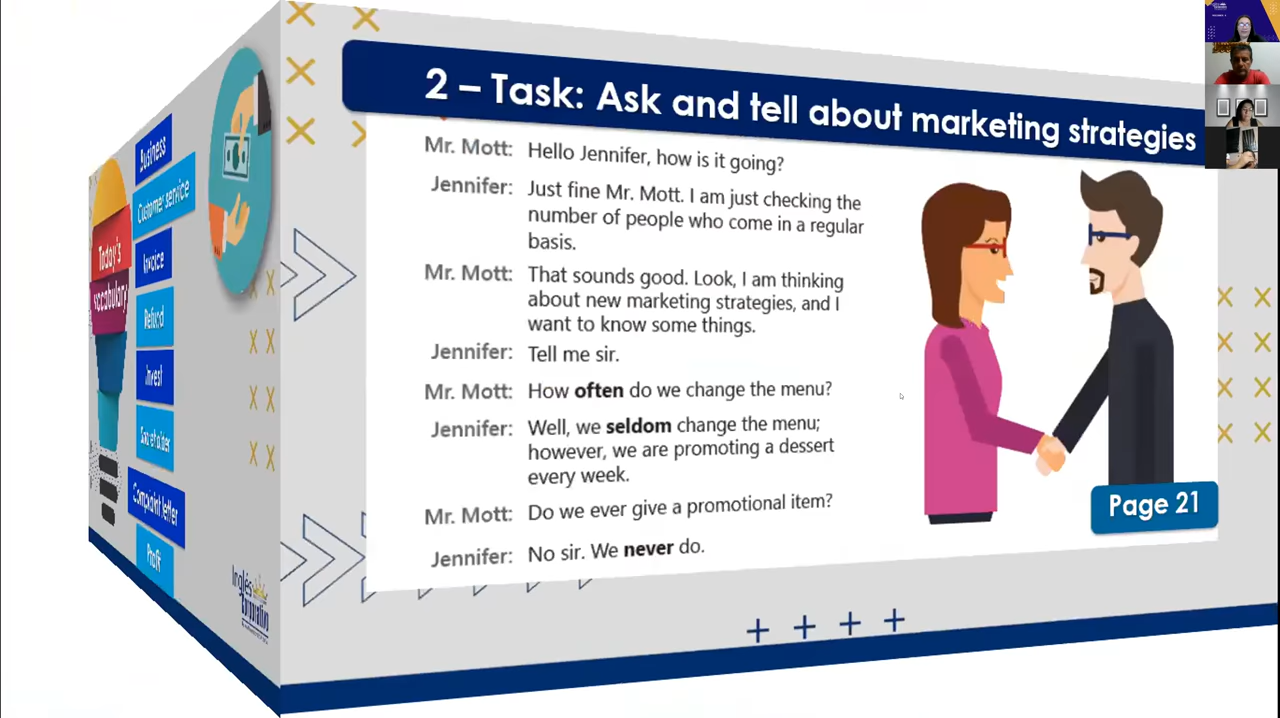 2 – Task: Ask and tell about marketing strategies
Mr. Mott: Hello Jennifer, how is it going?
Jennifer: Just fine Mr. Mott. I am just checking the
number of people who come in a regular
basis.
Mr. Mott: That sounds good. Look, I am thinking
about new marketing strategies, and I
want to know some things.
Jennifer: Tell me sir.
Mr. Mott: How often do we change the menu?
Jennifer: Well, we seldom change the menu;
however, we are promoting a dessert
every week.
Mr. Mott: Do we ever give a promotional item?
Jennifer: No sir. We never do.
Page 21
Today's
vocabulary
Business
Customer service
Invoice
Refund
Invest
Complaint letter
Profit
Inglés
Corporativo